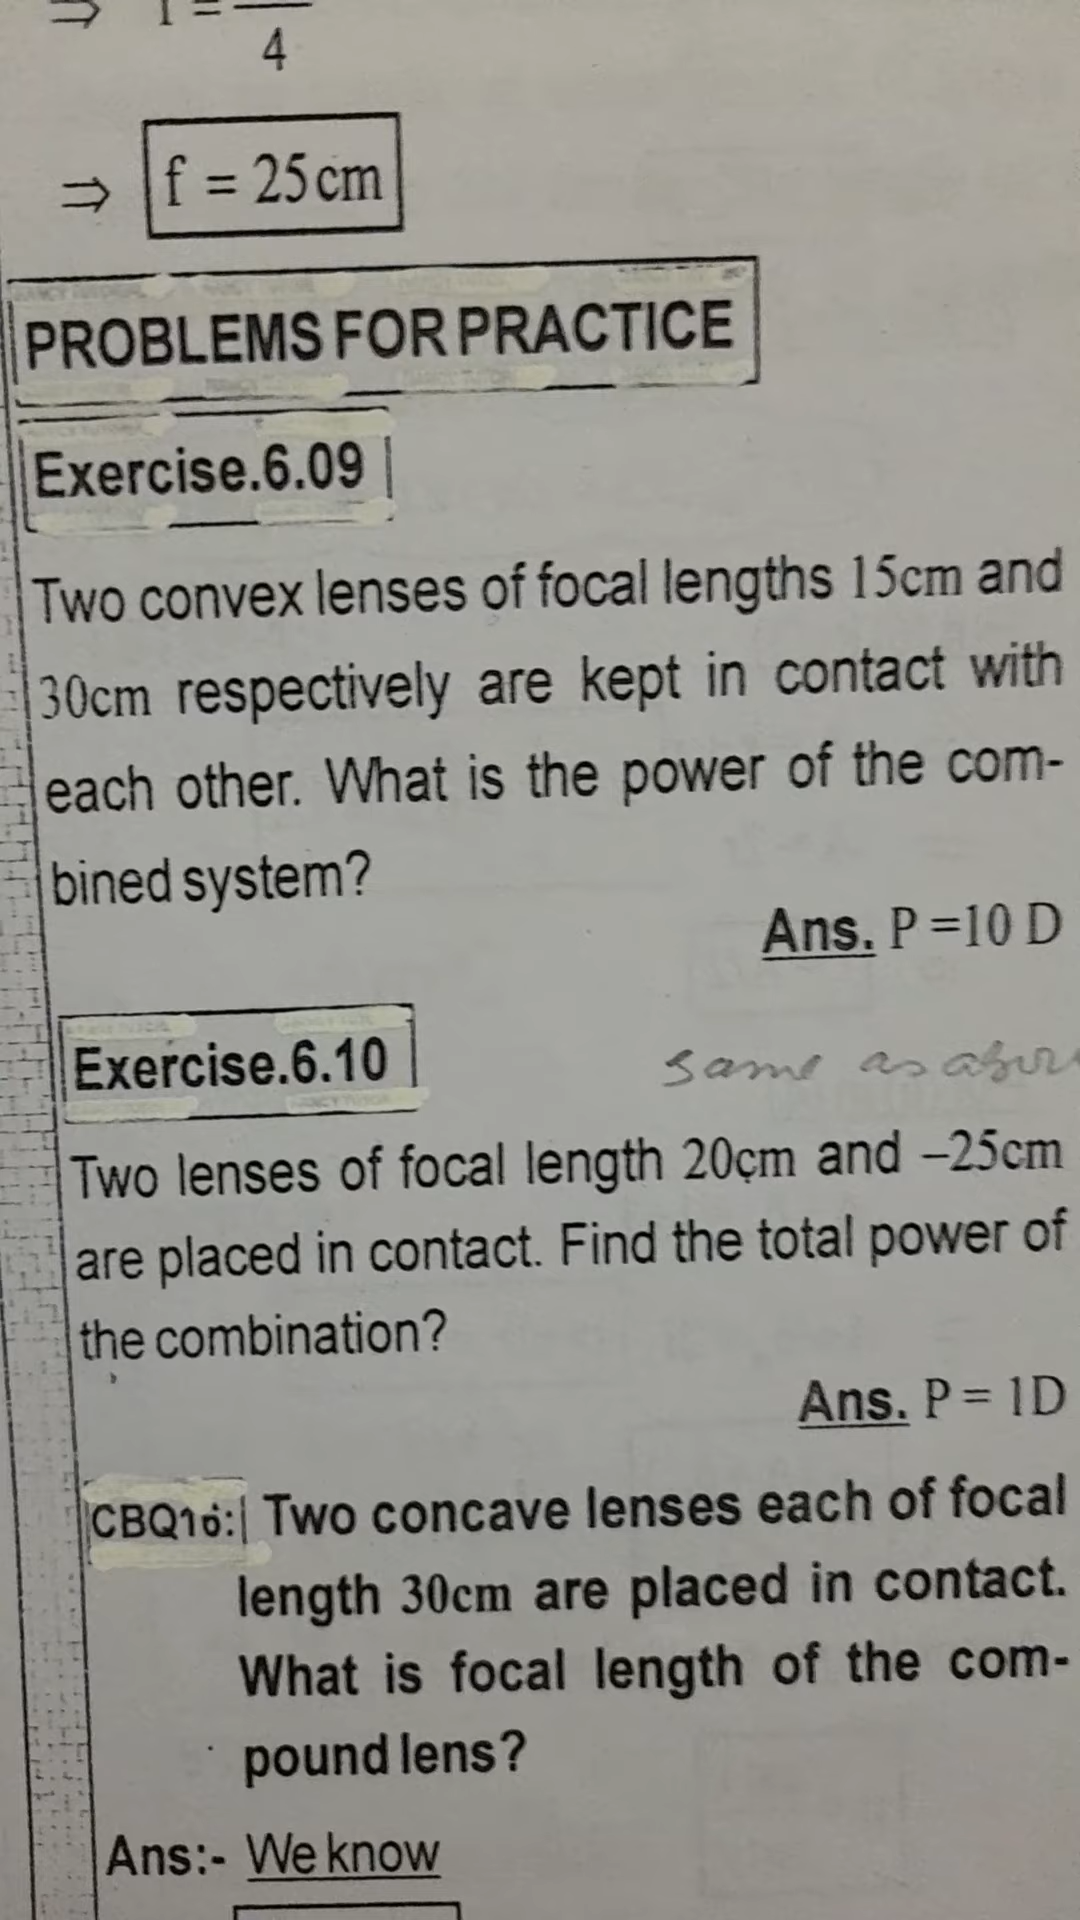 ⇒ f =
4
⇒ f = 25cm
PROBLEMS FOR PRACTICE
Exercise.6.09
Two convex lenses of focal lengths 15cm and
30cm respectively are kept in contact with
each other. What is the power of the com-
bined system?
Ans. P =10 D
Exercise.6.10
same as above
Two lenses of focal length 20cm and –25cm
are placed in contact. Find the total power of
the combination?
Ans. P = 1D
CBQ16: Two concave lenses each of focal
length 30cm are placed in contact.
What is focal length of the com-
pound lens?
Ans:- We know